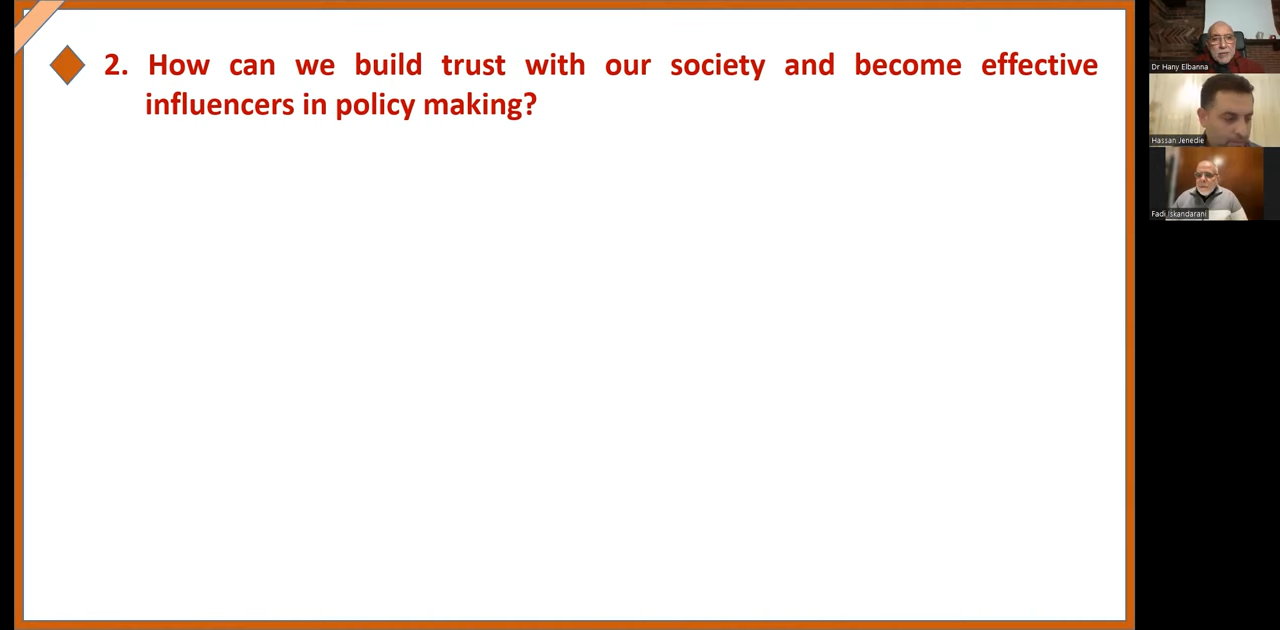 2. How can we build trust with our society and become effective
influencers in policy making?
Dr Hany Elbanna
Hassan Jenedie
Fadi Iskandarani